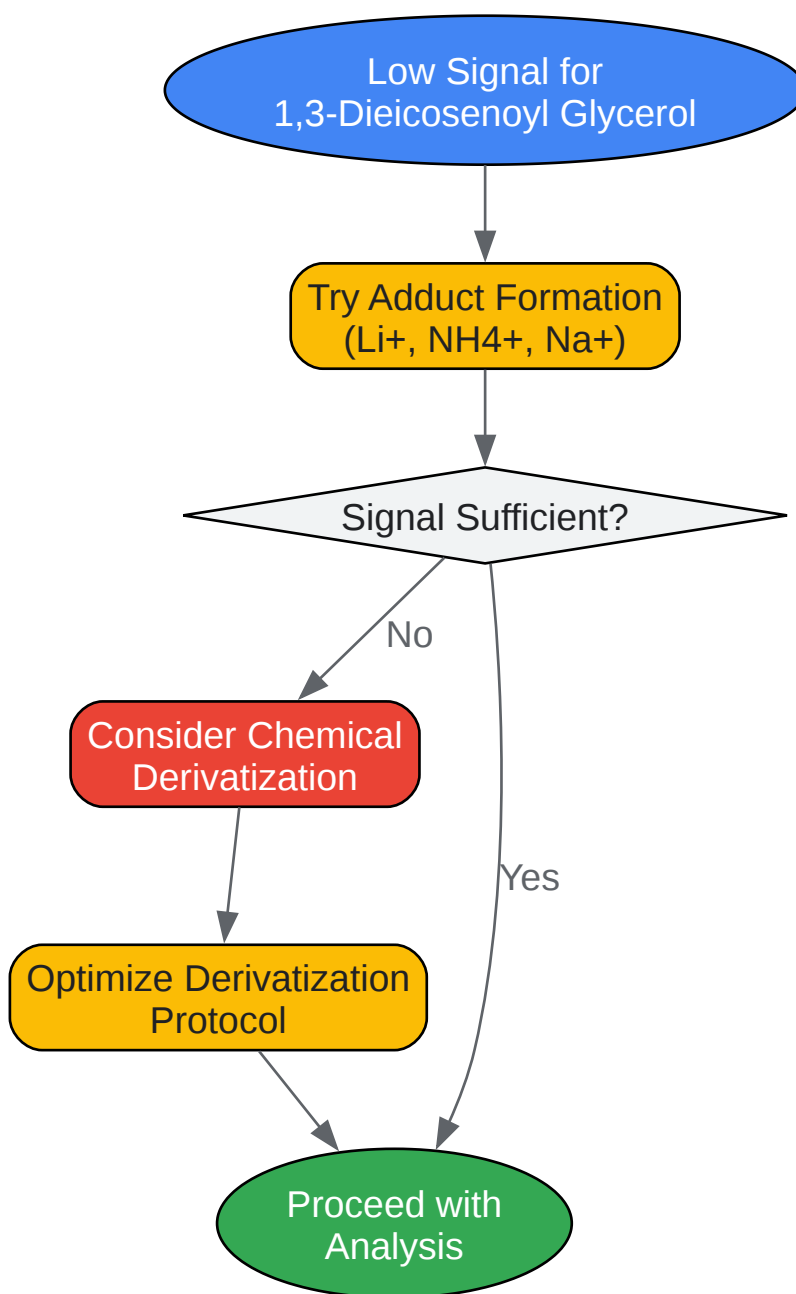 Low Signal for
1,3-Dieicosenoyl Glycerol
Try Adduct Formation
(Li+, NH4+, Na+)
Signal Sufficient?
No
Consider Chemical
Derivatization
Yes
Optimize Derivatization
Protocol
Proceed with
Analysis